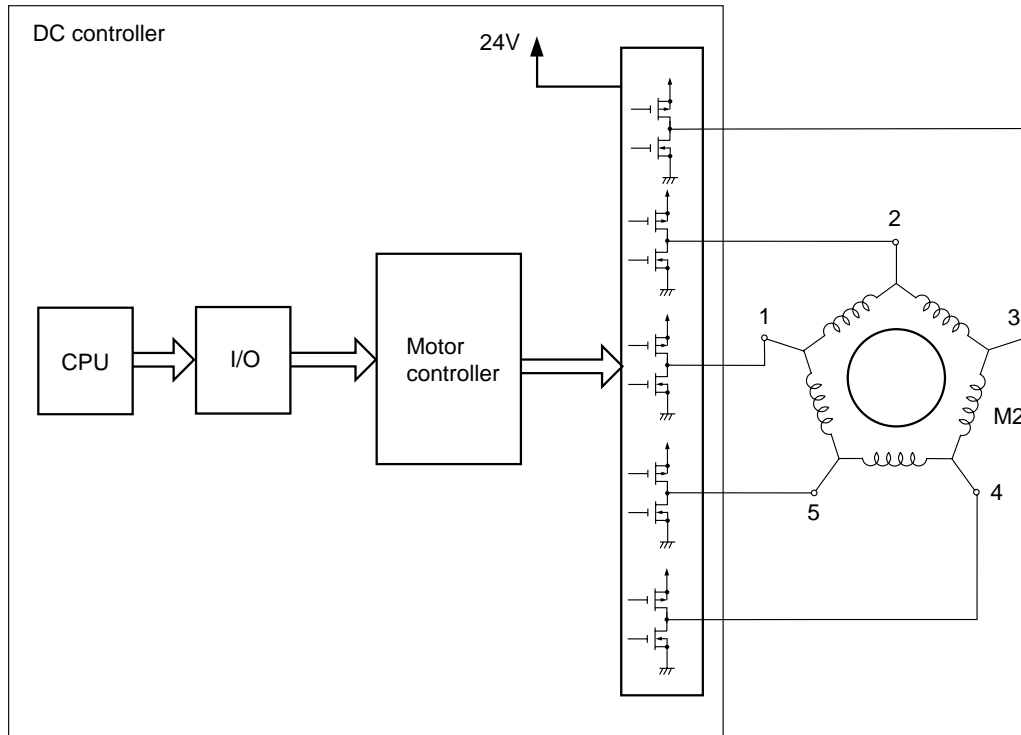 DC controller
24V
2
1
3
CPU
I/O
Motor
controller
M2
5
4